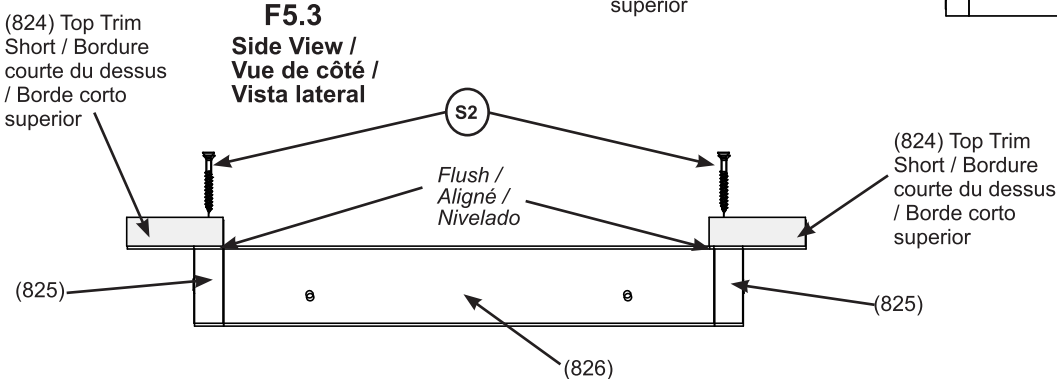 superior
F5.3
Side View /
Vue de côté /
Vista lateral
(824) Top Trim
Short / Bordure
courte du dessus
/ Borde corto
superior
S2
Flush /
Aligné /
Nivelado
(824) Top Trim
Short / Bordure
courte du dessus
/ Borde corto
superior
(825)
(825)
(826)